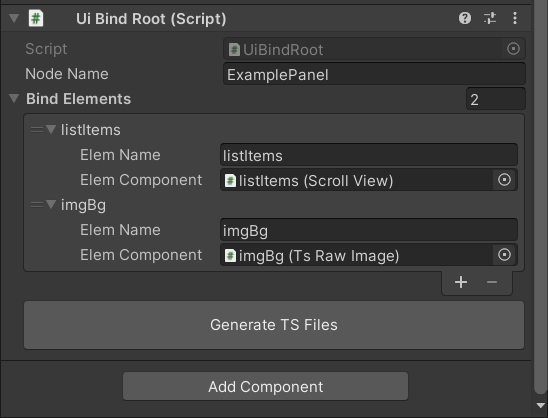 Ui Bind Root (Script)
Script UiBindRoot
Node Name ExamplePanel
Bind Elements 2
listItems
Elem Name listItems
Elem Component listItems (Scroll View)
imgBg
Elem Name imgBg
Elem Component imgBg (Ts Raw Image)
+ −
Generate TS Files
Add Component